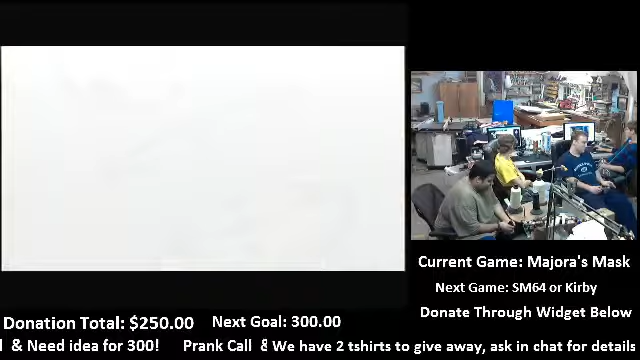 Current Game: Majora's Mask
Next Game: SM64 or Kirby
Donate Through Widget Below
Donation Total: $250.00 Next Goal: 300.00
& Need idea for 300! Prank Call & We have 2 tshirts to give away, ask in chat for details